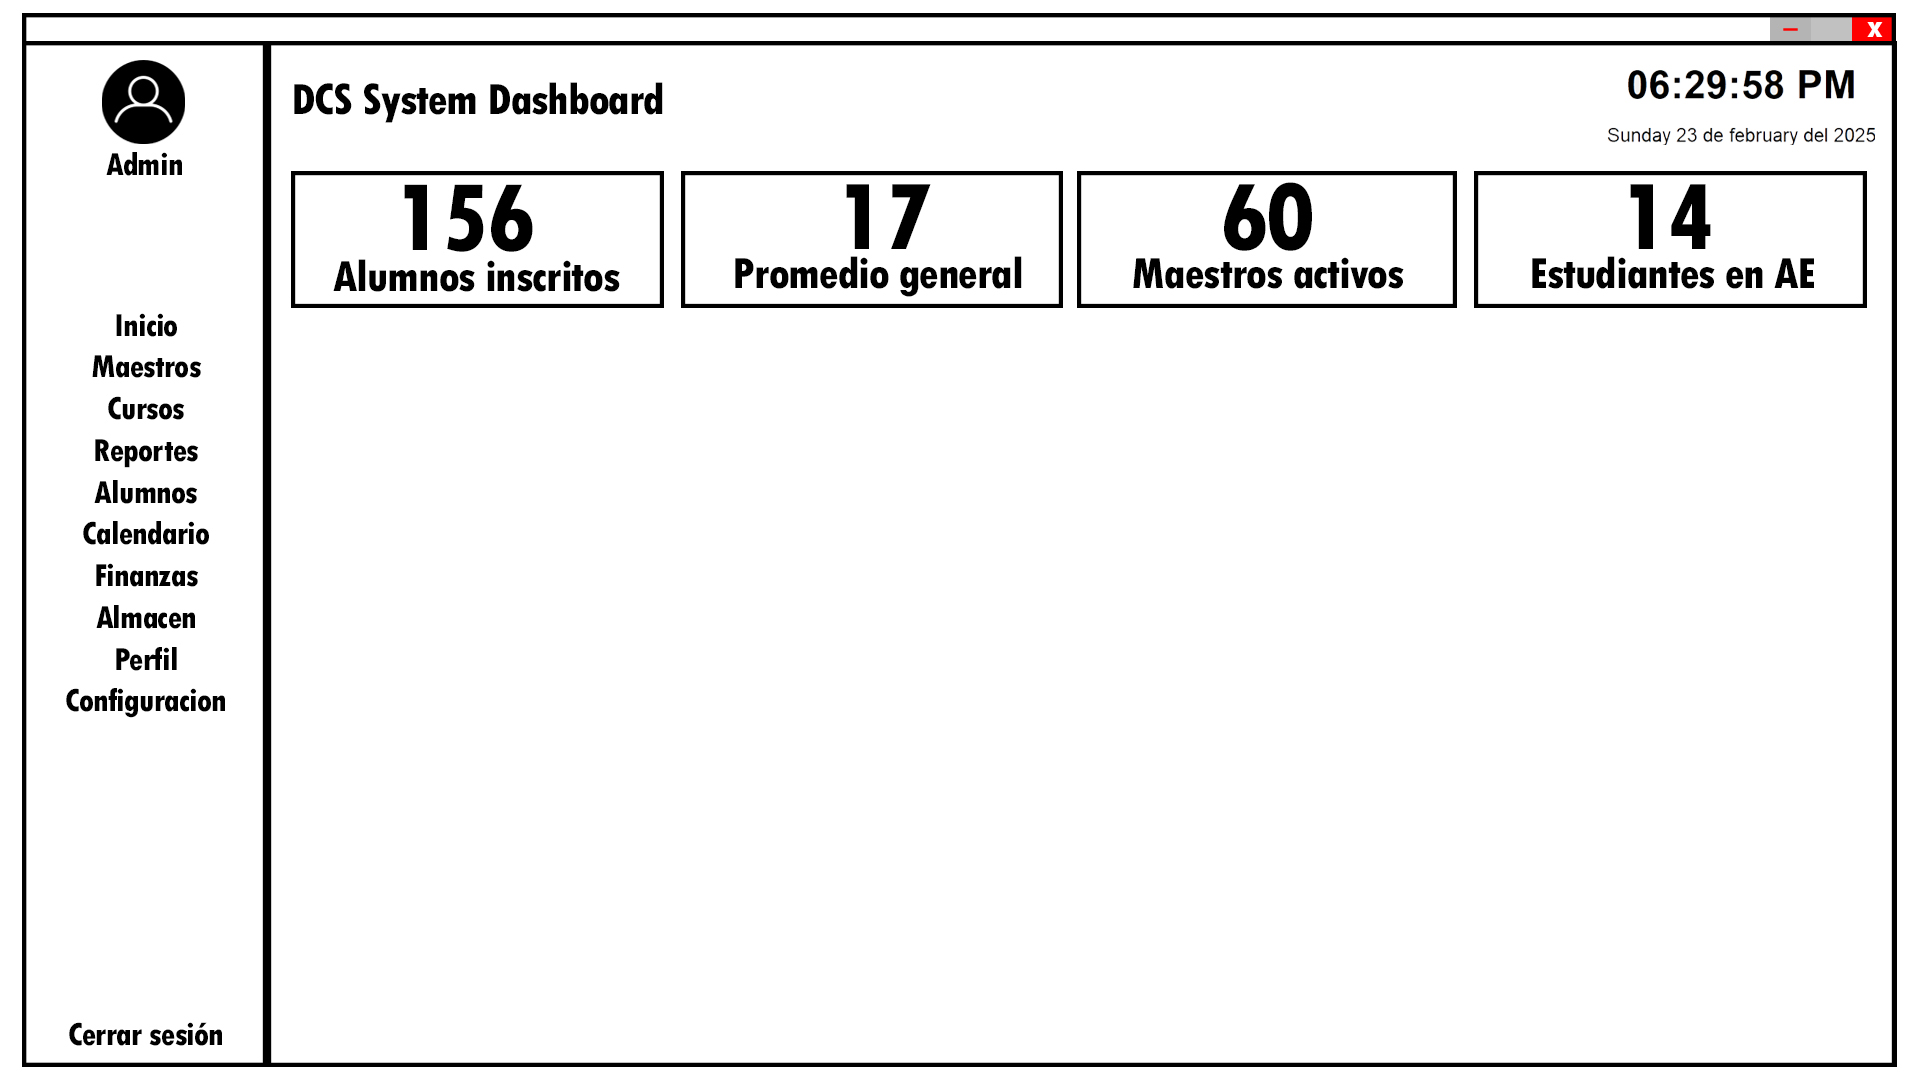 X
Admin
DCS System Dashboard
06:29:58 PM
Sunday 23 de february del 2025
156
Alumnos inscritos
17
Promedio general
60
Maestros activos
14
Estudiantes en AE
Inicio
Maestros
Cursos
Reportes
Alumnos
Calendario
Finanzas
Almacen
Perfil
Configuracion
Cerrar sesión